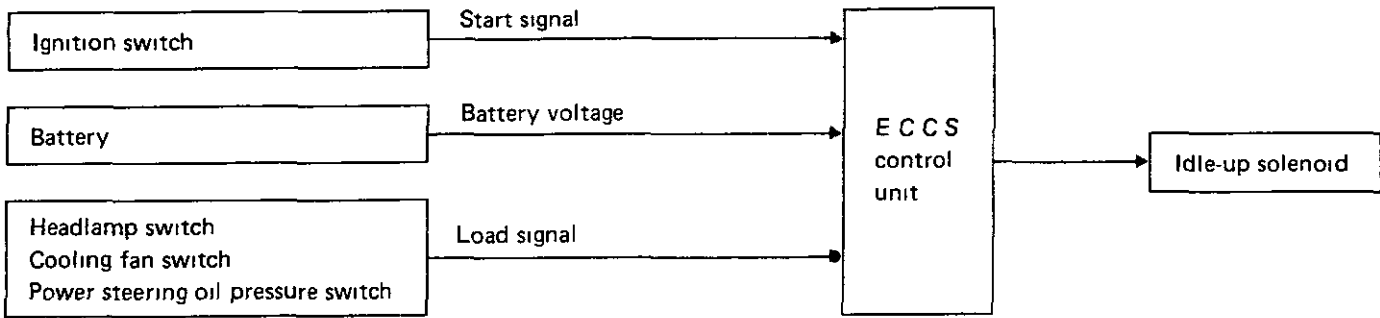 Ignition switch
Start signal
Battery
Battery voltage
Headlamp switch
Cooling fan switch
Power steering oil pressure switch
Load signal
E C C S
control
unit
Idle-up solenoid